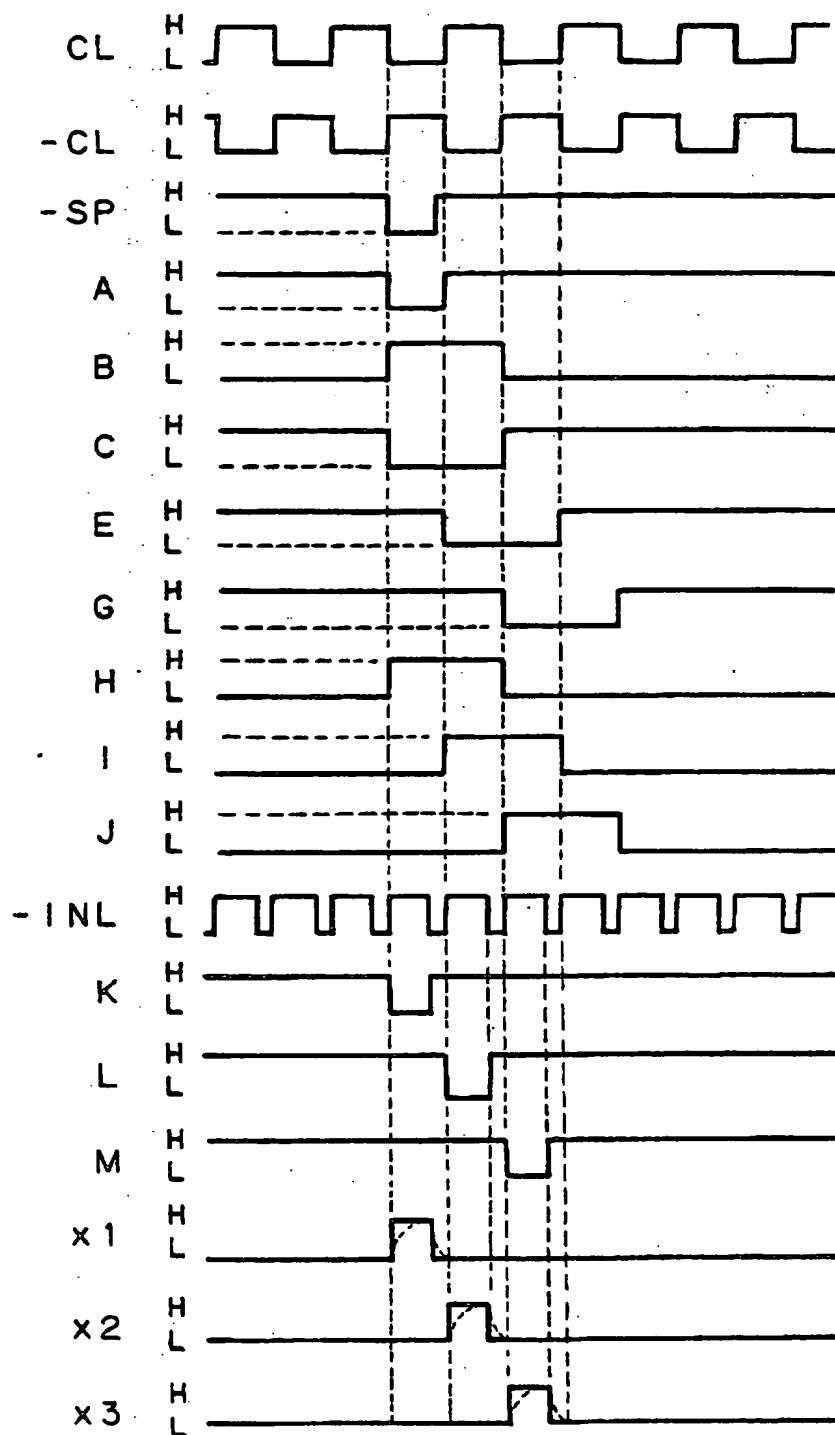 CL H L
-CL H L
-SP H L
A H L
B H L
C H L
E H L
G H L
H H L
I H L
J H L
-INL H L
K H L
L H L
M H L
x1 H L
x2 H L
x3 H L